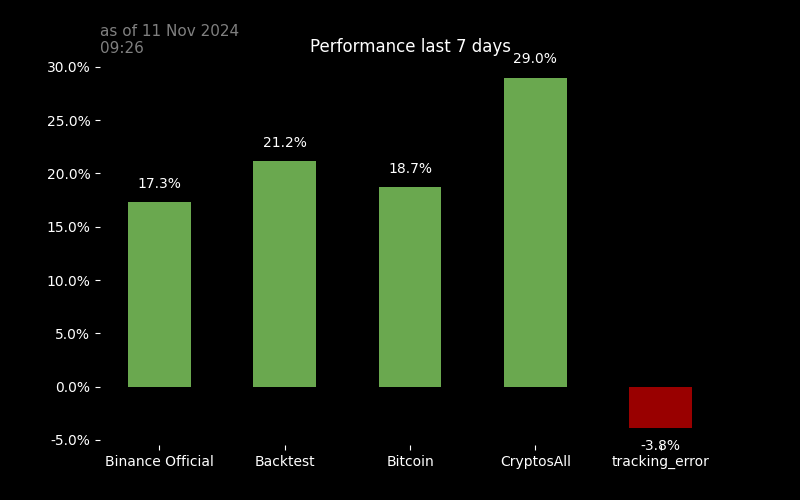 as of 11 Nov 2024
09:26
Performance last 7 days
30.0%
25.0%
20.0%
15.0%
10.0%
5.0%
0.0%
-5.0%
17.3%
21.2%
18.7%
29.0%
-3.8%
Binance Official
Backtest
Bitcoin
CryptosAll
tracking_error